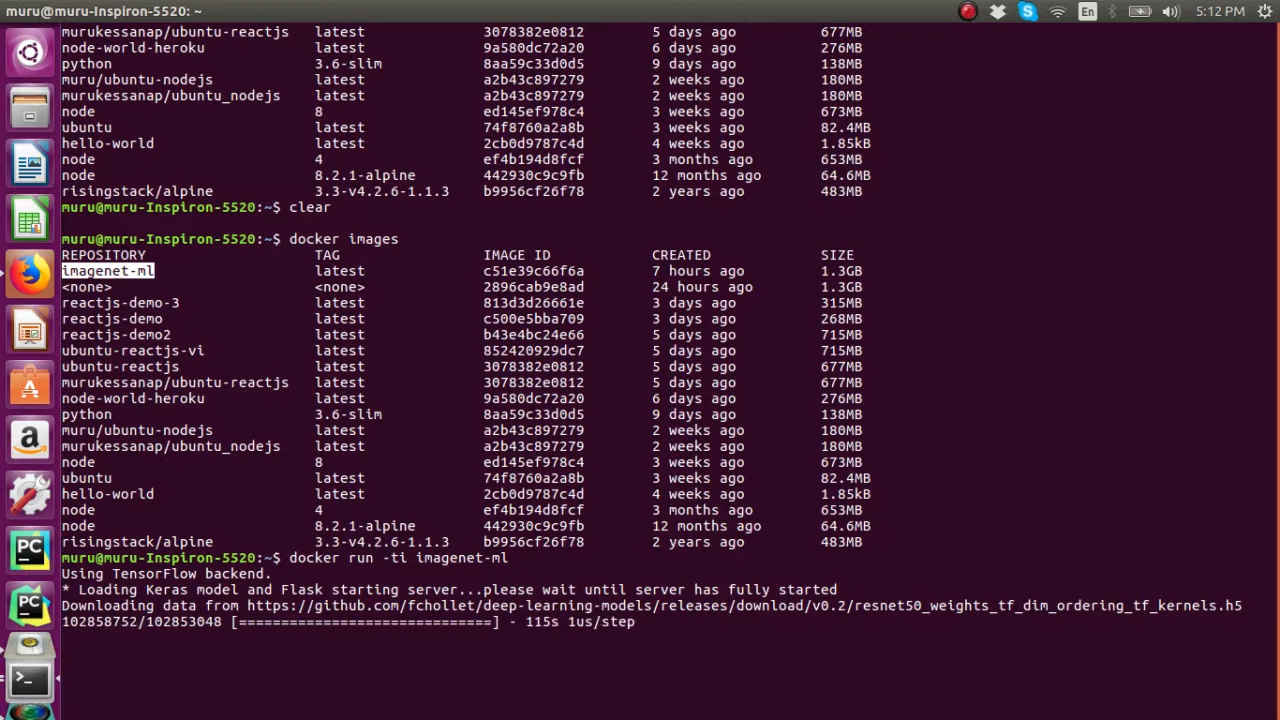 muru@muru-Inspiron-5520: ~
En
5:12 PM
murukessanap/ubuntu-reactjs latest 3078382e0812 5 days ago 677MB
node-world-heroku latest 9a580dc72a20 6 days ago 276MB
python 3.6-slim 8aa59c33d0d5 9 days ago 138MB
muru/ubuntu-nodejs latest a2b43c897279 2 weeks ago 180MB
murukessanap/ubuntu_nodejs latest a2b43c897279 2 weeks ago 180MB
node 8 ed145ef978c4 3 weeks ago 673MB
ubuntu latest 74f8760a2a8b 3 weeks ago 82.4MB
hello-world latest 2cb0d9787c4d 4 weeks ago 1.85kB
node 4 ef4b194d8fcf 3 months ago 653MB
node 8.2.1-alpine 442930c9c9fb 12 months ago 64.6MB
risingstack/alpine 3.3-v4.2.6-1.1.3 b9956cf26f78 2 years ago 483MB
muru@muru-Inspiron-5520:~$ clear
muru@muru-Inspiron-5520:~$ docker images
REPOSITORY TAG IMAGE ID CREATED SIZE
imagenet-ml latest c51e39c66f6a 7 hours ago 1.3GB
<none> <none> 2896cab9e8ad 24 hours ago 1.3GB
reactjs-demo-3 latest 813d3d26661e 3 days ago 315MB
reactjs-demo latest c500e5bba709 3 days ago 268MB
reactjs-demo2 latest b43e4bc24e66 5 days ago 715MB
ubuntu-reactjs-vi latest 852420929dc7 5 days ago 715MB
ubuntu-reactjs latest 3078382e0812 5 days ago 677MB
murukessanap/ubuntu-reactjs latest 3078382e0812 5 days ago 677MB
node-world-heroku latest 9a580dc72a20 6 days ago 276MB
python 3.6-slim 8aa59c33d0d5 9 days ago 138MB
muru/ubuntu-nodejs latest a2b43c897279 2 weeks ago 180MB
murukessanap/ubuntu_nodejs latest a2b43c897279 2 weeks ago 180MB
node 8 ed145ef978c4 3 weeks ago 673MB
ubuntu latest 74f8760a2a8b 3 weeks ago 82.4MB
hello-world latest 2cb0d9787c4d 4 weeks ago 1.85kB
node 4 ef4b194d8fcf 3 months ago 653MB
node 8.2.1-alpine 442930c9c9fb 12 months ago 64.6MB
risingstack/alpine 3.3-v4.2.6-1.1.3 b9956cf26f78 2 years ago 483MB
muru@muru-Inspiron-5520:~$ docker run -ti imagenet-ml
Using TensorFlow backend.
* Loading Keras model and Flask starting server...please wait until server has fully started
Downloading data from https://github.com/fchollet/deep-learning-models/releases/download/v0.2/resnet50_weights_tf_dim_ordering_tf_kernels.h5
102858752/102853048 [==============================] - 115s 1us/step
A
a
PC
PC
>_